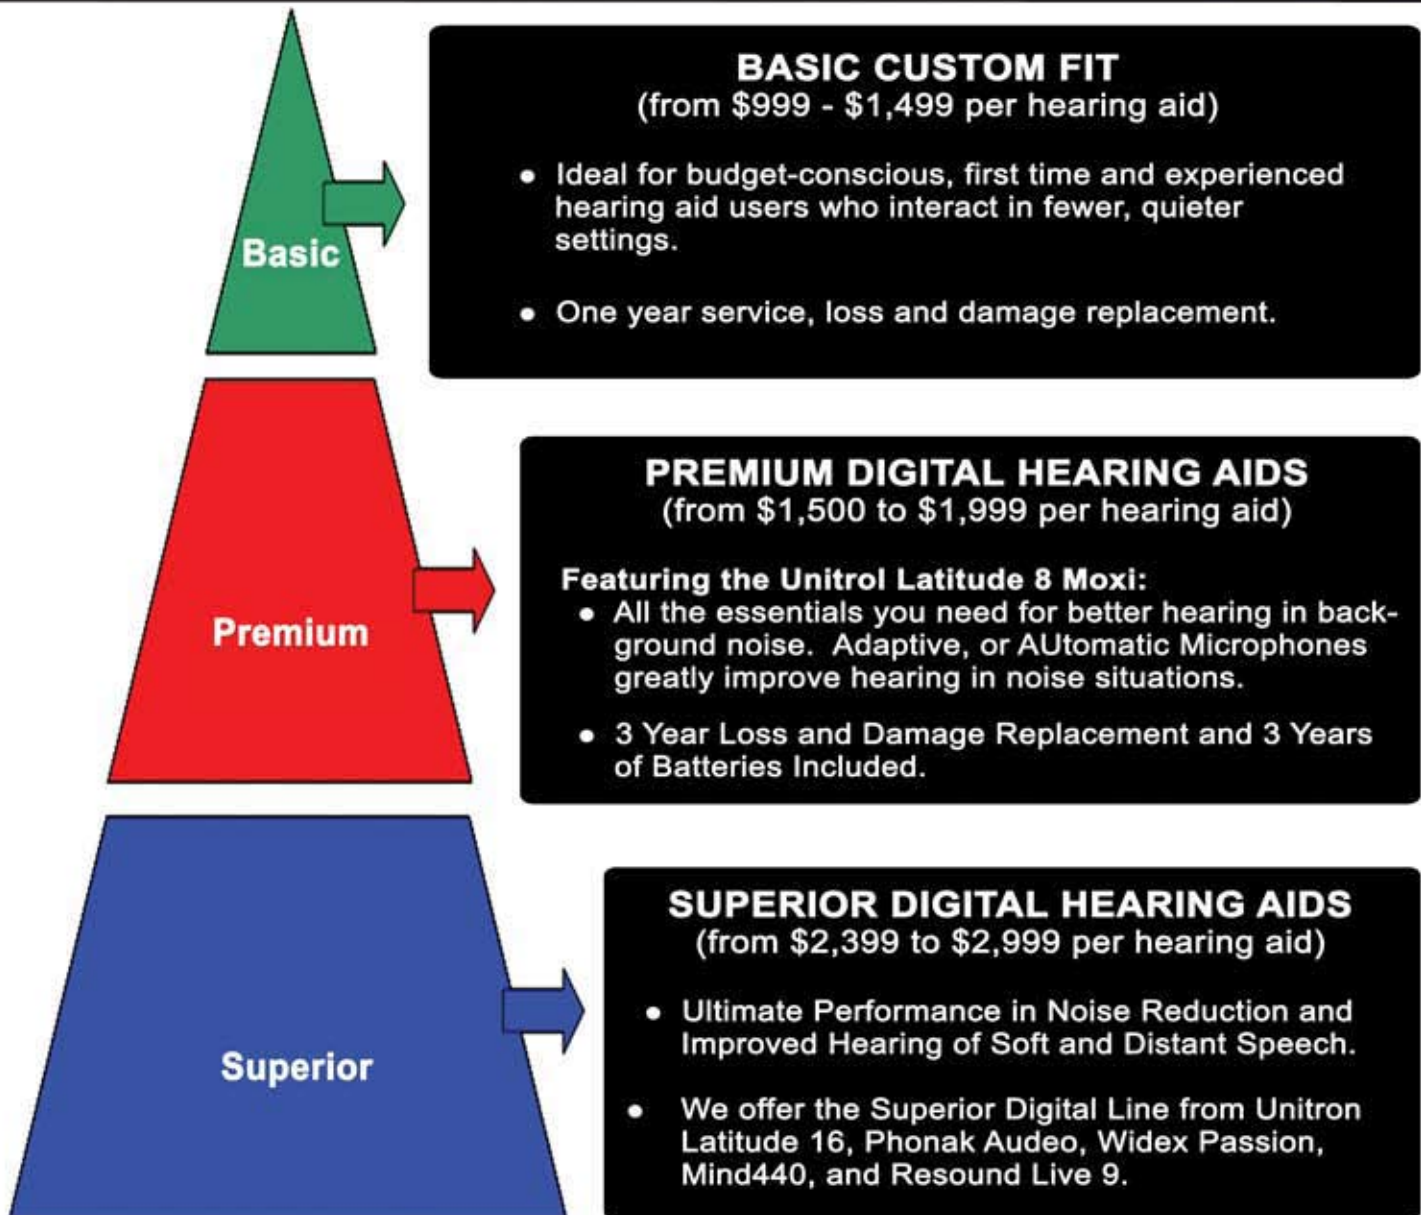 BASIC CUSTOM FIT
(from $999 - $1,499 per hearing aid)
● Ideal for budget-conscious, first time and experienced
hearing aid users who interact in fewer, quieter
settings.
● One year service, loss and damage replacement.
Basic
PREMIUM DIGITAL HEARING AIDS
(from $1,500 to $1,999 per hearing aid)
Featuring the Unitrol Latitude 8 Moxi:
● All the essentials you need for better hearing in back-
ground noise.  Adaptive, or AUtomatic Microphones
greatly improve hearing in noise situations.
● 3 Year Loss and Damage Replacement and 3 Years
of Batteries Included.
Premium
SUPERIOR DIGITAL HEARING AIDS
(from $2,399 to $2,999 per hearing aid)
● Ultimate Performance in Noise Reduction and
Improved Hearing of Soft and Distant Speech.
● We offer the Superior Digital Line from Unitron
Latitude 16, Phonak Audeo, Widex Passion,
Mind440, and Resound Live 9.
Superior